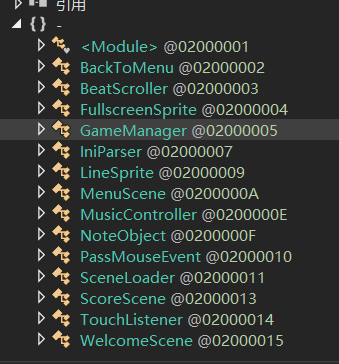 引用
{ } -
<Module> @02000001
BackToMenu @02000002
BeatScroller @02000003
FullscreenSprite @02000004
GameManager @02000005
IniParser @02000007
LineSprite @02000009
MenuScene @0200000A
MusicController @0200000E
NoteObject @0200000F
PassMouseEvent @02000010
SceneLoader @02000011
ScoreScene @02000013
TouchListener @02000014
WelcomeScene @02000015